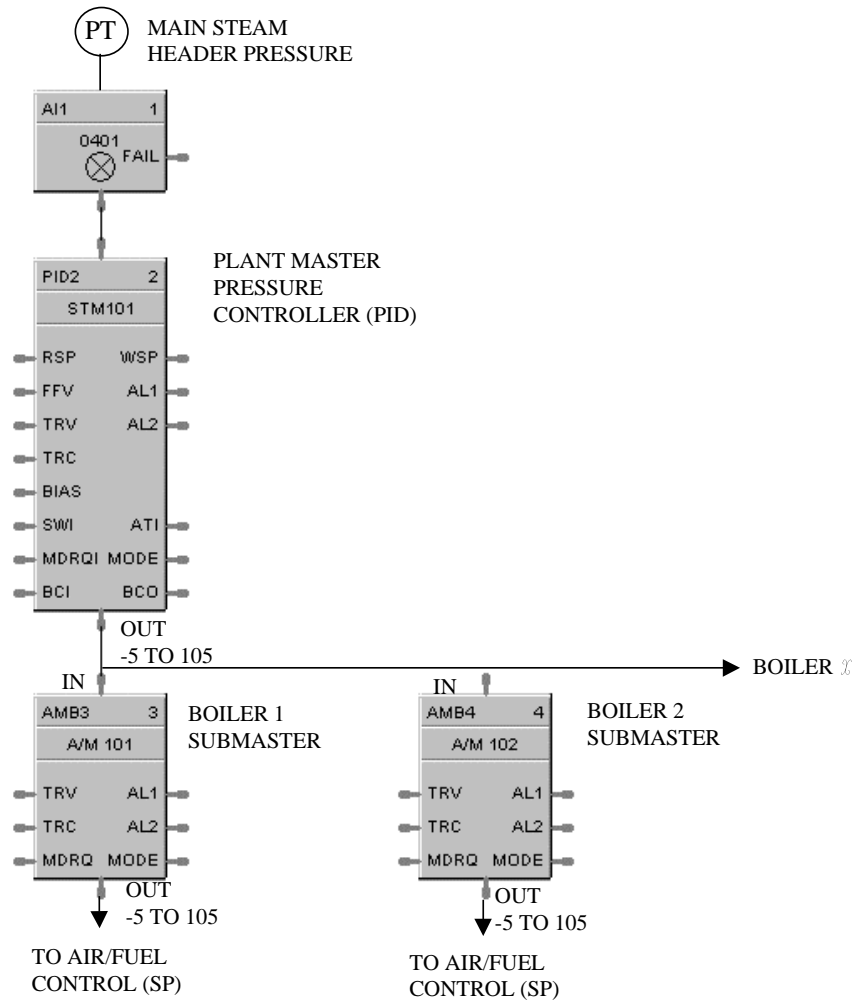 PT
MAIN STEAM
HEADER PRESSURE
AI1 1
0401
FAIL
PID2 2
STM101
PLANT MASTER
PRESSURE
CONTROLLER (PID)
RSP WSP
FFV AL1
TRV AL2
TRC
BIAS
SWI ATI
MDRQI MODE
BCI BCO
OUT
-5 TO 105
BOILER x
IN
AMB3 3
A/M 101
BOILER 1
SUBMASTER
TRV AL1
TRC AL2
MDRQ MODE
OUT
-5 TO 105
TO AIR/FUEL
CONTROL (SP)
IN
AMB4 4
A/M 102
BOILER 2
SUBMASTER
TRV AL1
TRC AL2
MDRQ MODE
OUT
-5 TO 105
TO AIR/FUEL
CONTROL (SP)